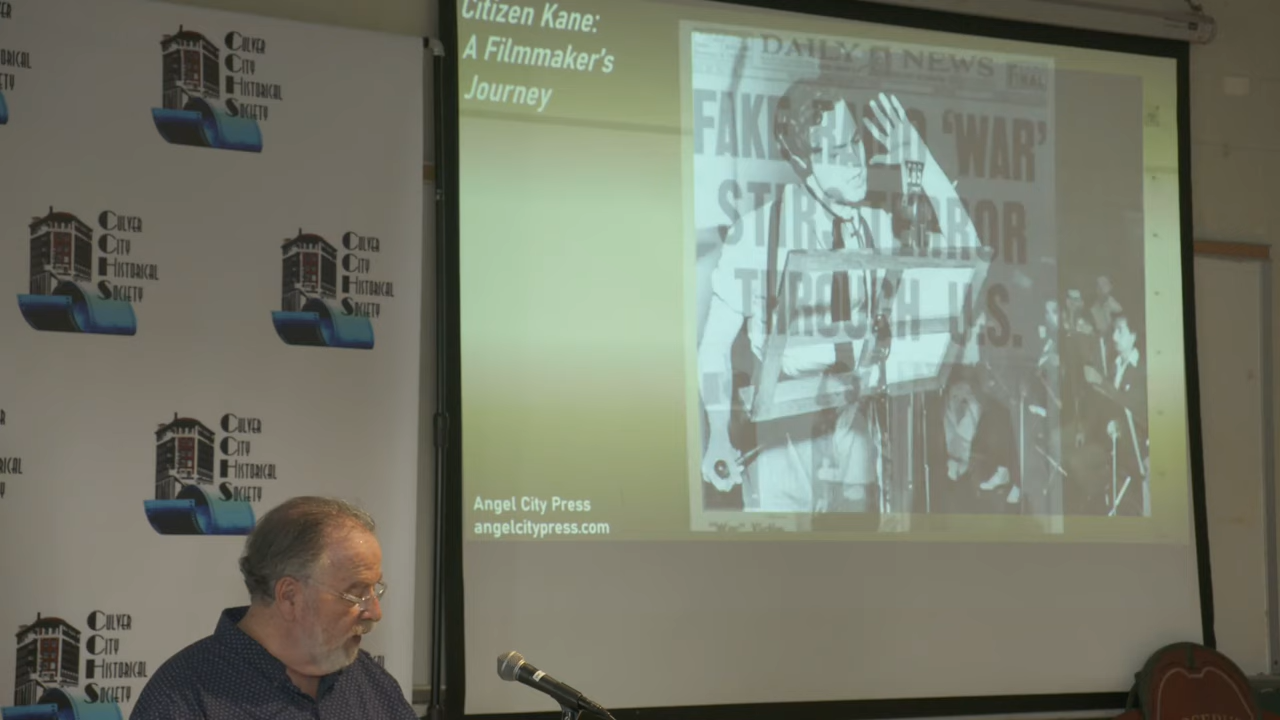 CULVER
CITY
HISTORICAL
SOCIETY
CULVER
CITY
HISTORICAL
SOCIETY
CULVER
CITY
HISTORICAL
SOCIETY
CULVER
CITY
HISTORICAL
SOCIETY
CULVER
CITY
HISTORICAL
SOCIETY
Citizen Kane:
A Filmmaker's
Journey
DAILY NEWS
FINAL
FAKE RADIO 'WAR'
STIRS TERROR
THROUGH U.S.
CBS
Angel City Press
angelcitypress.com